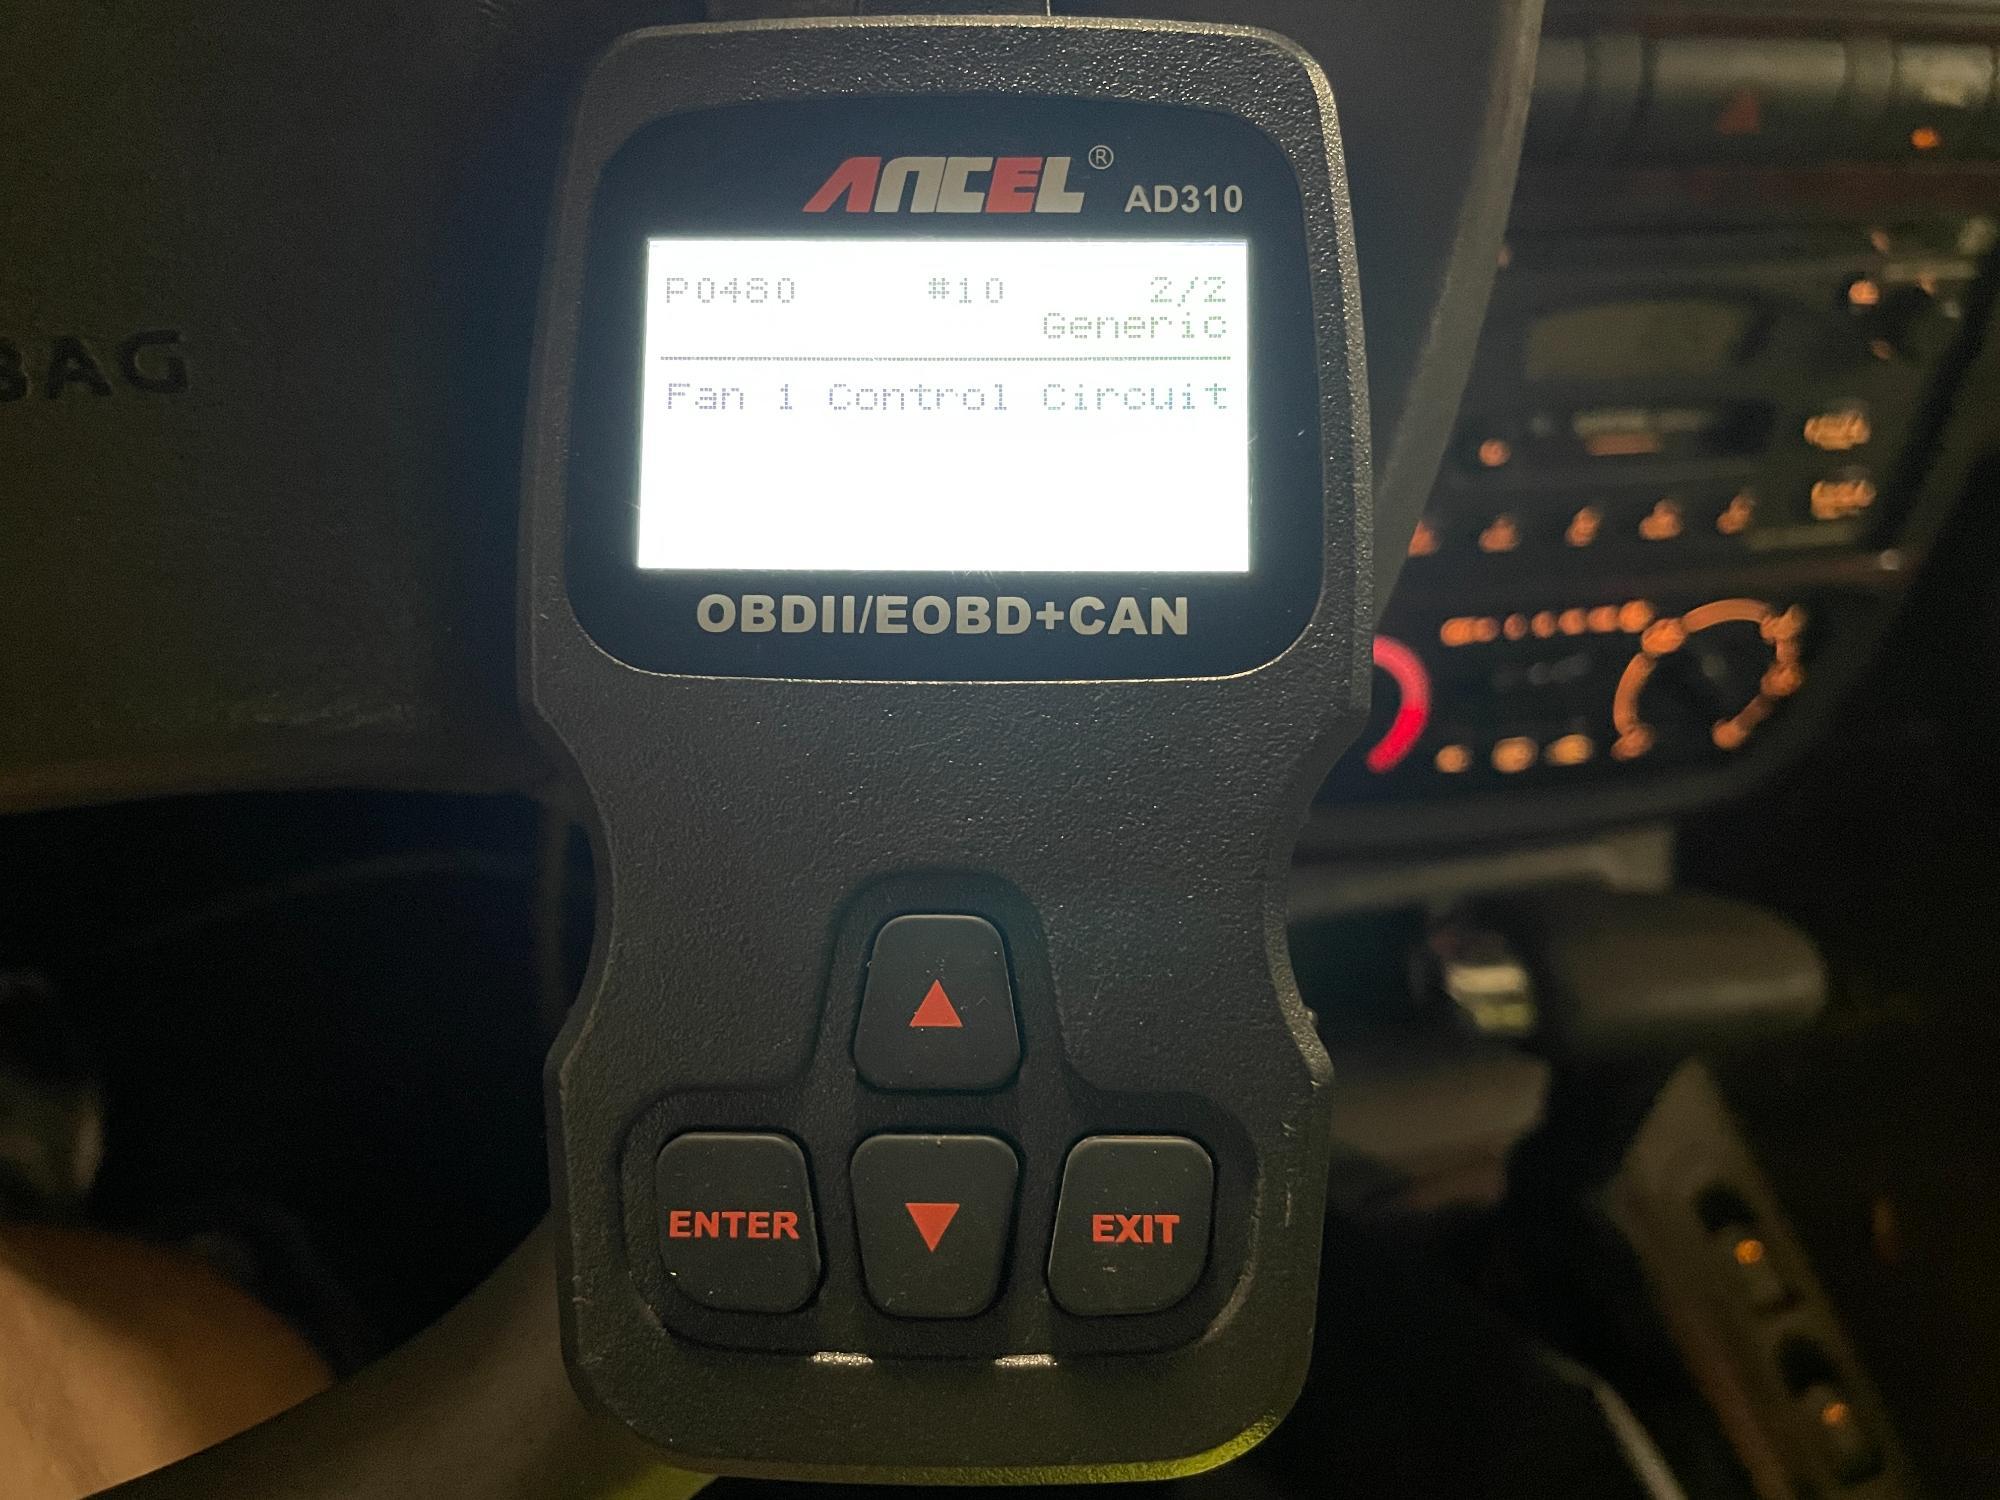 BAG
ANCEL® AD310
P0480 #10 2/2
Generic
Fan 1 Control Circuit
OBDII/EOBD+CAN
ENTER
EXIT